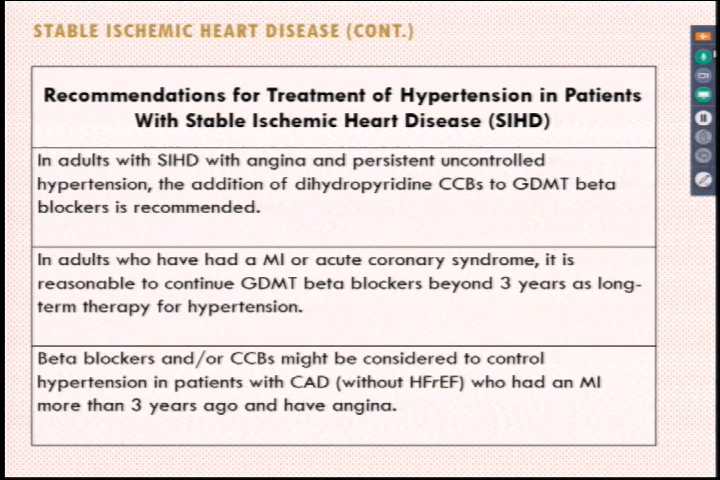 STABLE ISCHEMIC HEART DISEASE (CONT.)
Recommendations for Treatment of Hypertension in Patients
With Stable Ischemic Heart Disease (SIHD)
In adults with SIHD with angina and persistent uncontrolled
hypertension, the addition of dihydropyridine CCBs to GDMT beta
blockers is recommended.
In adults who have had a MI or acute coronary syndrome, it is
reasonable to continue GDMT beta blockers beyond 3 years as long-
term therapy for hypertension.
Beta blockers and/or CCBs might be considered to control
hypertension in patients with CAD (without HFrEF) who had an MI
more than 3 years ago and have angina.